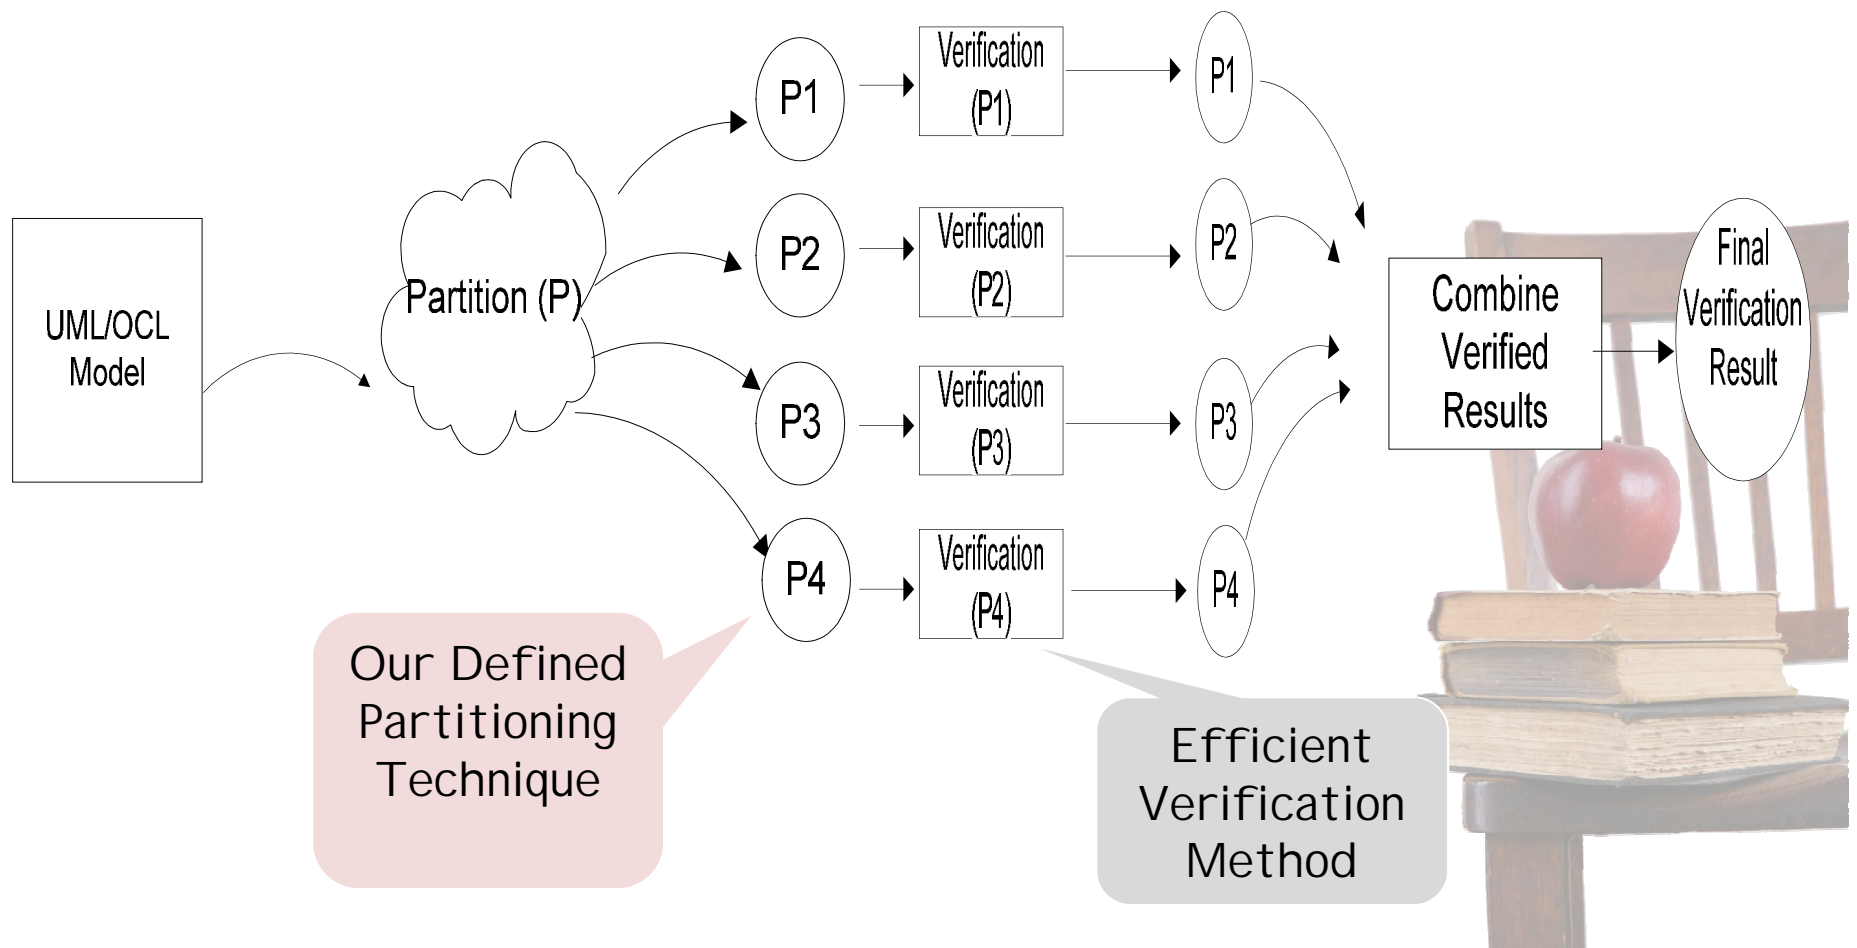 UML/OCL
Model
Partition (P)
P1
P2
P3
P4
Verification
(P1)
Verification
(P2)
Verification
(P3)
Verification
(P4)
P1
P2
P3
P4
Combine
Verified
Results
Final
Verification
Result
Our Defined
Partitioning
Technique
Efficient
Verification
Method